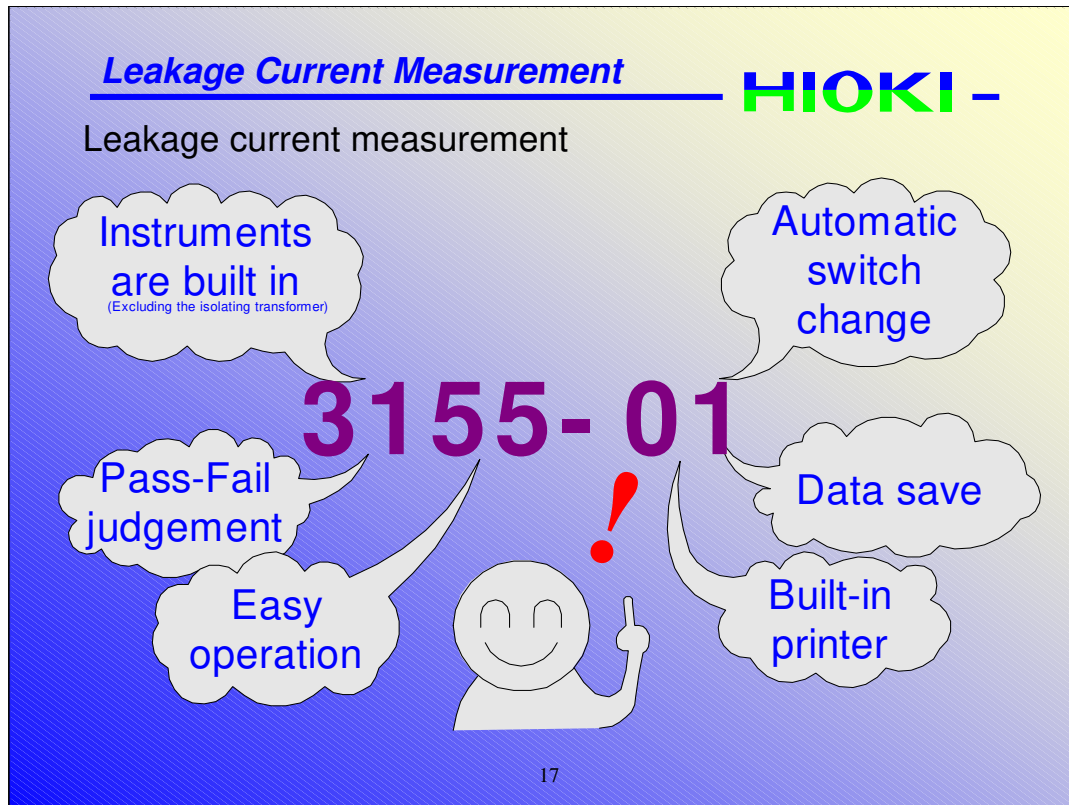 Leakage Current Measurement
HIOKI
Leakage current measurement
Instruments
are built in
(Excluding the isolating transformer)
Automatic
switch
change
3155- 01
Pass-Fail
judgement
!
Data save
Easy
operation
Built-in
printer
17